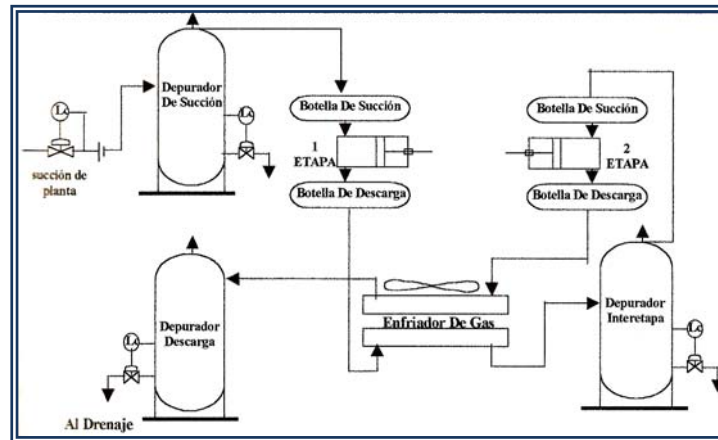 Depurador
De Succión
Lc
Lc
succión de
planta
Botella De Succión
1
ETAPA
Botella De Descarga
Botella De Succión
2
ETAPA
Botella De Descarga
Depurador
Descarga
Lc
Al Drenaje
Enfriador De Gas
Depurador
Interetapa
Lc